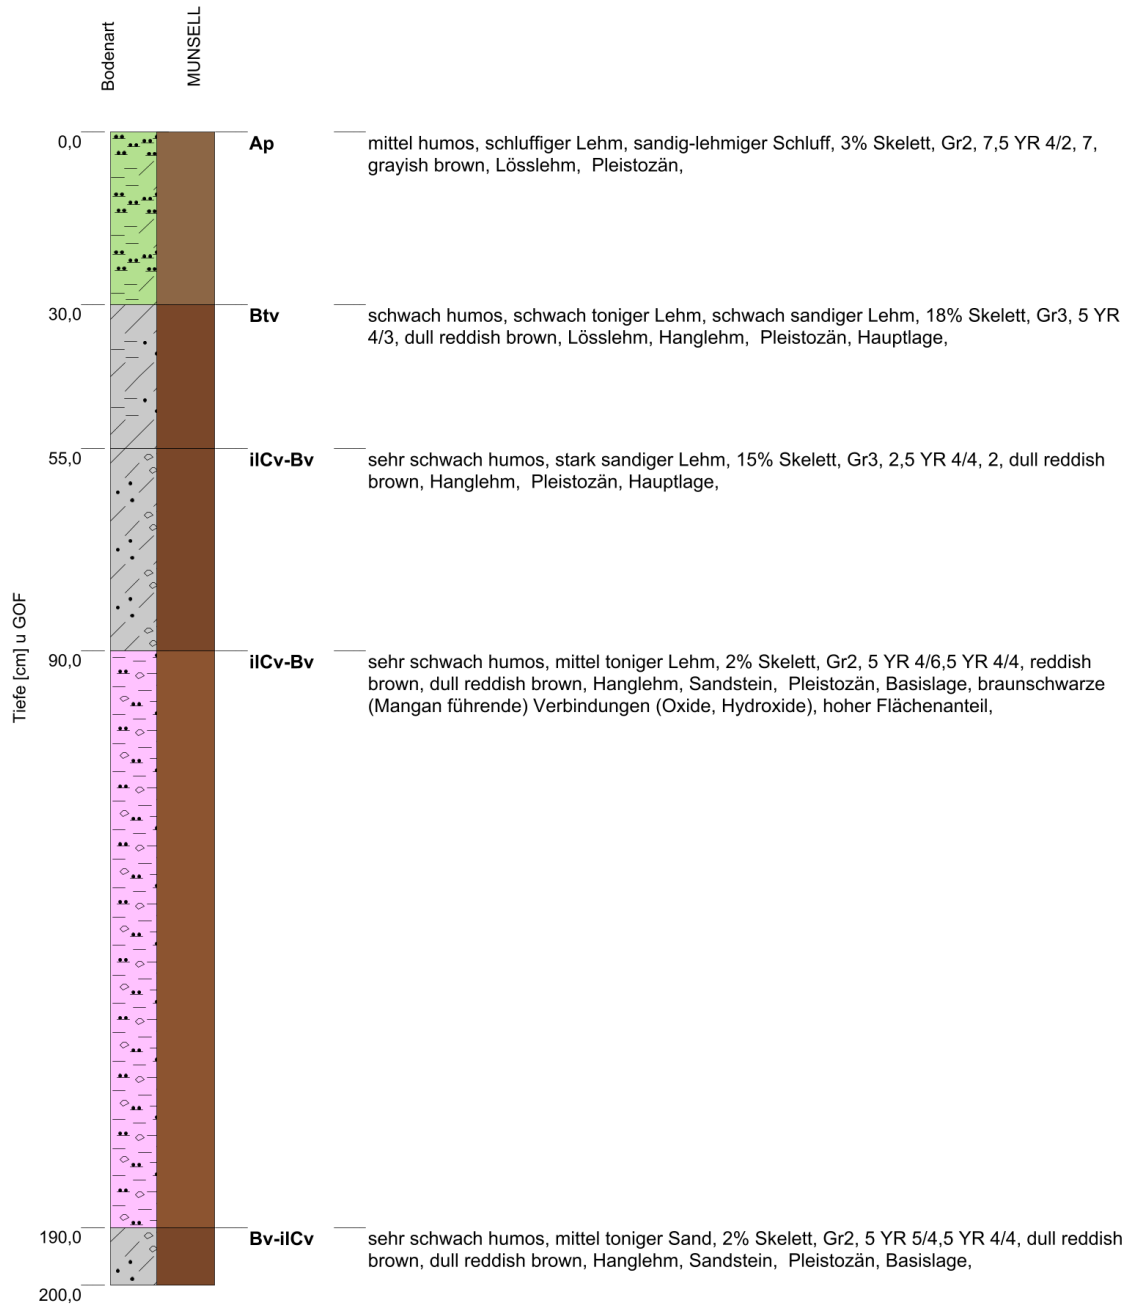 Bodenart
MUNSELL
0,0
Ap
mittel humos, schluffiger Lehm, sandig-lehmiger Schluff, 3% Skelett, Gr2, 7,5 YR 4/2, 7,
grayish brown, Lösslehm, Pleistozän,
30,0
Btv
schwach humos, schwach toniger Lehm, schwach sandiger Lehm, 18% Skelett, Gr3, 5 YR
4/3, dull reddish brown, Lösslehm, Hanglehm, Pleistozän, Hauptlage,
55,0
ilCv-Bv
sehr schwach humos, stark sandiger Lehm, 15% Skelett, Gr3, 2,5 YR 4/4, 2, dull reddish
brown, Hanglehm, Pleistozän, Hauptlage,
Tiefe [cm] u GOF
90,0
ilCv-Bv
sehr schwach humos, mittel toniger Lehm, 2% Skelett, Gr2, 5 YR 4/6,5 YR 4/4, reddish
brown, dull reddish brown, Hanglehm, Sandstein, Pleistozän, Basislage, braunschwarze
(Mangan führende) Verbindungen (Oxide, Hydroxide), hoher Flächenanteil,
190,0
Bv-ilCv
sehr schwach humos, mittel toniger Sand, 2% Skelett, Gr2, 5 YR 5/4,5 YR 4/4, dull reddish
brown, dull reddish brown, Hanglehm, Sandstein, Pleistozän, Basislage,
200,0